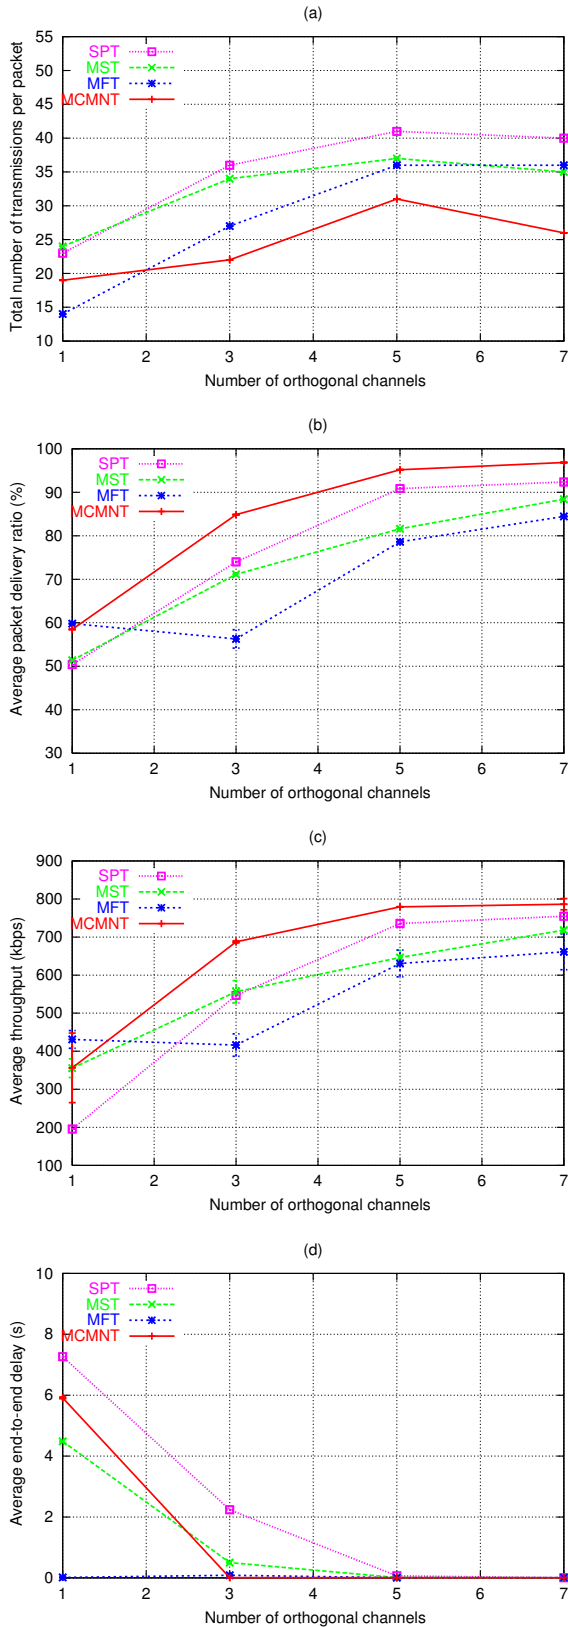 (a)
Total number of transmissions per packet
55
50
45
40
35
30
25
20
15
10
SPT
MST
MFT
MCMNT
1 2 3 4 5 6 7
Number of orthogonal channels
(b)
Average packet delivery ratio (%)
100
90
80
70
60
50
40
30
SPT
MST
MFT
MCMNT
1 2 3 4 5 6 7
Number of orthogonal channels
(c)
Average throughput (kbps)
900
800
700
600
500
400
300
200
100
SPT
MST
MFT
MCMNT
1 2 3 4 5 6 7
Number of orthogonal channels
(d)
Average end-to-end delay (s)
10
8
6
4
2
0
SPT
MST
MFT
MCMNT
1 2 3 4 5 6 7
Number of orthogonal channels